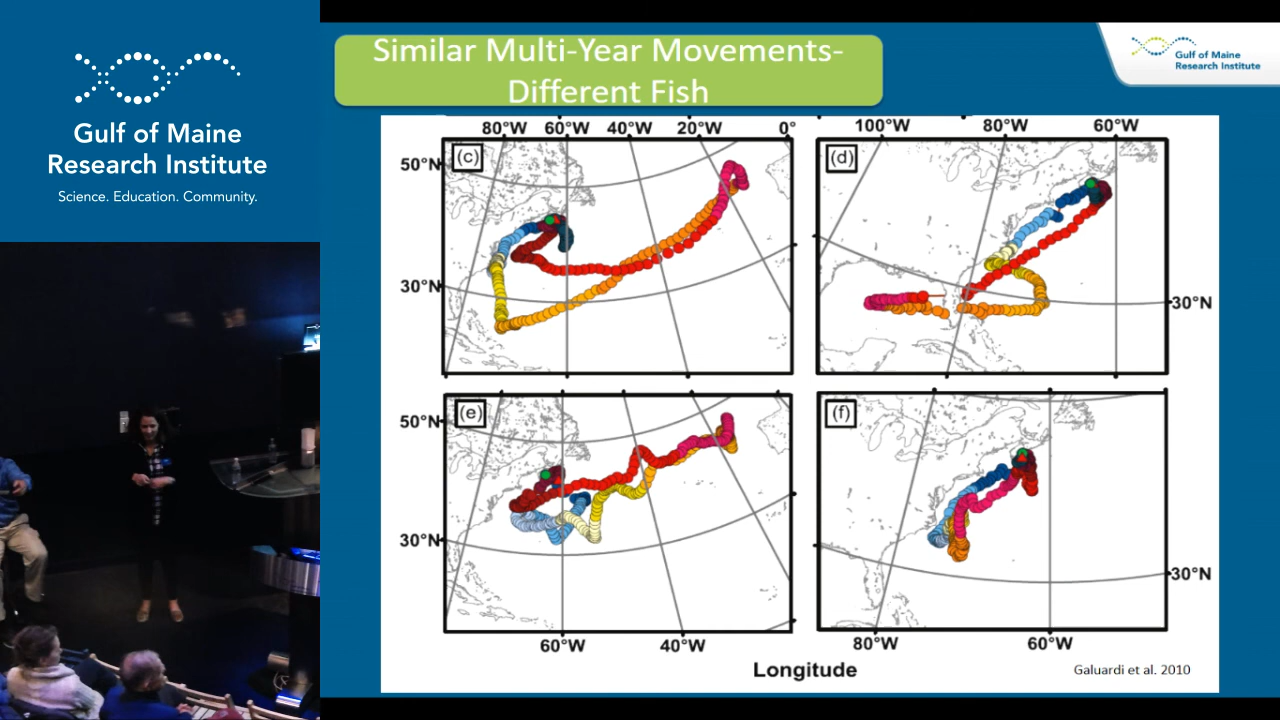 Gulf of Maine
Research Institute
Science. Education. Community.
Similar Multi-Year Movements-
Different Fish
Gulf of Maine
Research Institute
80°W 60°W 40°W 20°W 0°
50°N
30°N
(c)
100°W 80°W 60°W
(d)
30°N
50°N
30°N
(e)
60°W 40°W
(f)
30°N
80°W 60°W
Longitude
Galuardi et al. 2010